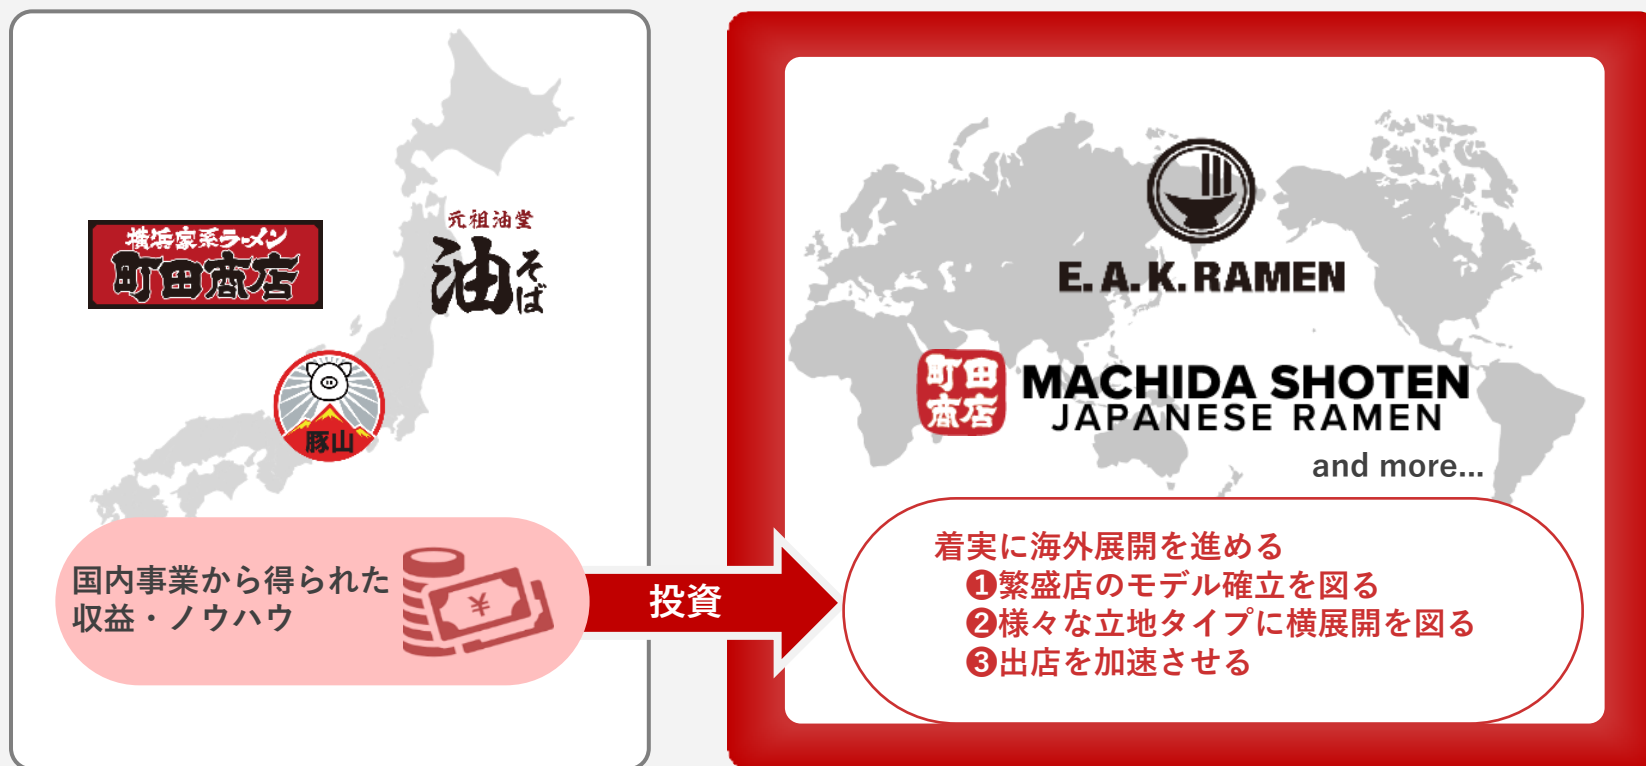 横浜家系ラーメン
町田商店
元祖油堂
油そば
豚山
国内事業から得られた
収益・ノウハウ
¥
投資
E.A.K.RAMEN
町田
商店
MACHIDA SHOTEN
JAPANESE RAMEN
and more...
着実に海外展開を進める
❶繁盛店のモデル確立を図る
❷様々な立地タイプに横展開を図る
❸出店を加速させる